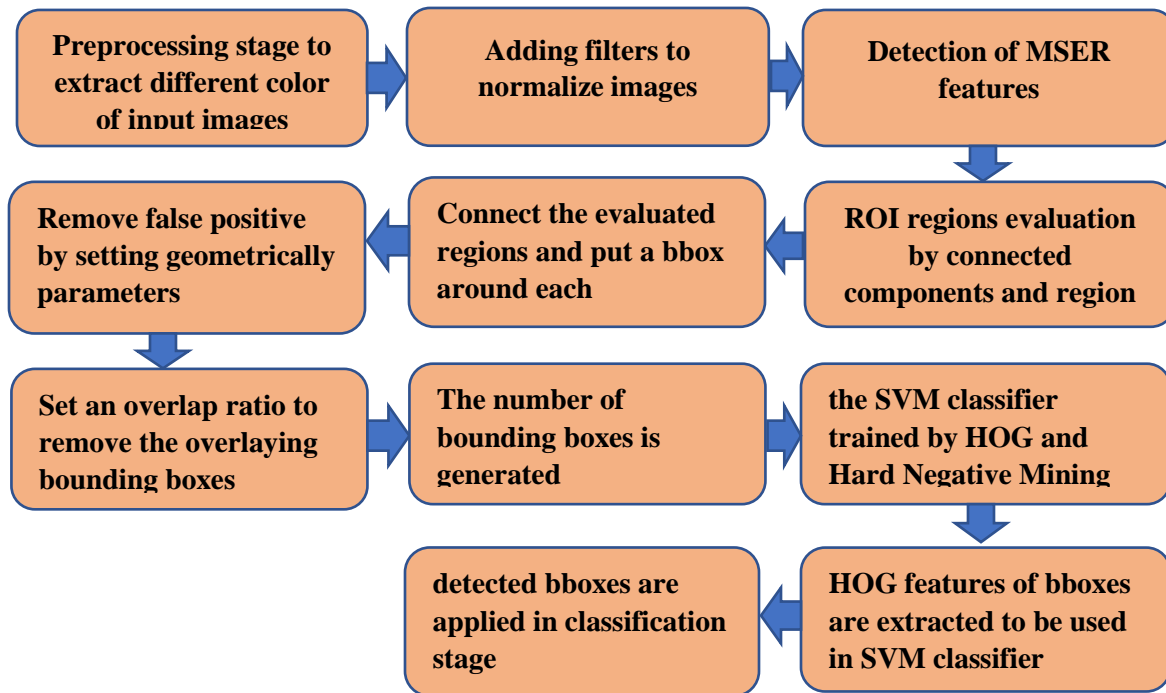 Preprocessing stage to
extract different color
of input images
Adding filters to
normalize images
Detection of MSER
features
ROI regions evaluation
by connected
components and region
Connect the evaluated
regions and put a bbox
around each
Remove false positive
by setting geometrically
parameters
Set an overlap ratio to
remove the overlaying
bounding boxes
The number of
bounding boxes is
generated
the SVM classifier
trained by HOG and
Hard Negative Mining
HOG features of bboxes
are extracted to be used
in SVM classifier
detected bboxes are
applied in classification
stage